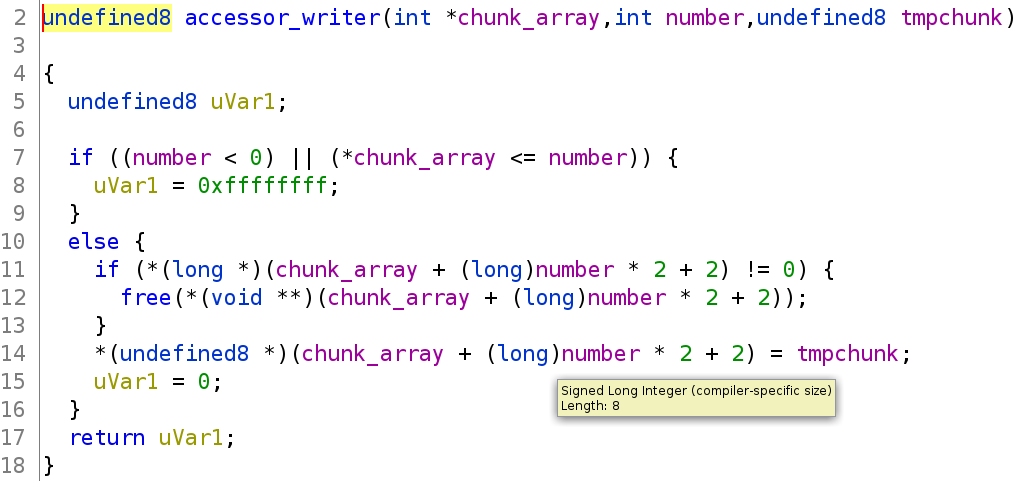 2 undefined8 accessor_writer(int *chunk_array,int number,undefined8 tmpchunk)
3
4 {
5   undefined8 uVar1;
6
7   if ((number < 0) || (*chunk_array <= number)) {
8     uVar1 = 0xffffffff;
9   }
10   else {
11     if (*(long *)(chunk_array + (long)number * 2 + 2) != 0) {
12       free(*(void **)(chunk_array + (long)number * 2 + 2));
13     }
14     *(undefined8 *)(chunk_array + (long)number * 2 + 2) = tmpchunk;
15     uVar1 = 0;
Signed Long Integer (compiler-specific size)
Length: 8
16   }
17   return uVar1;
18 }